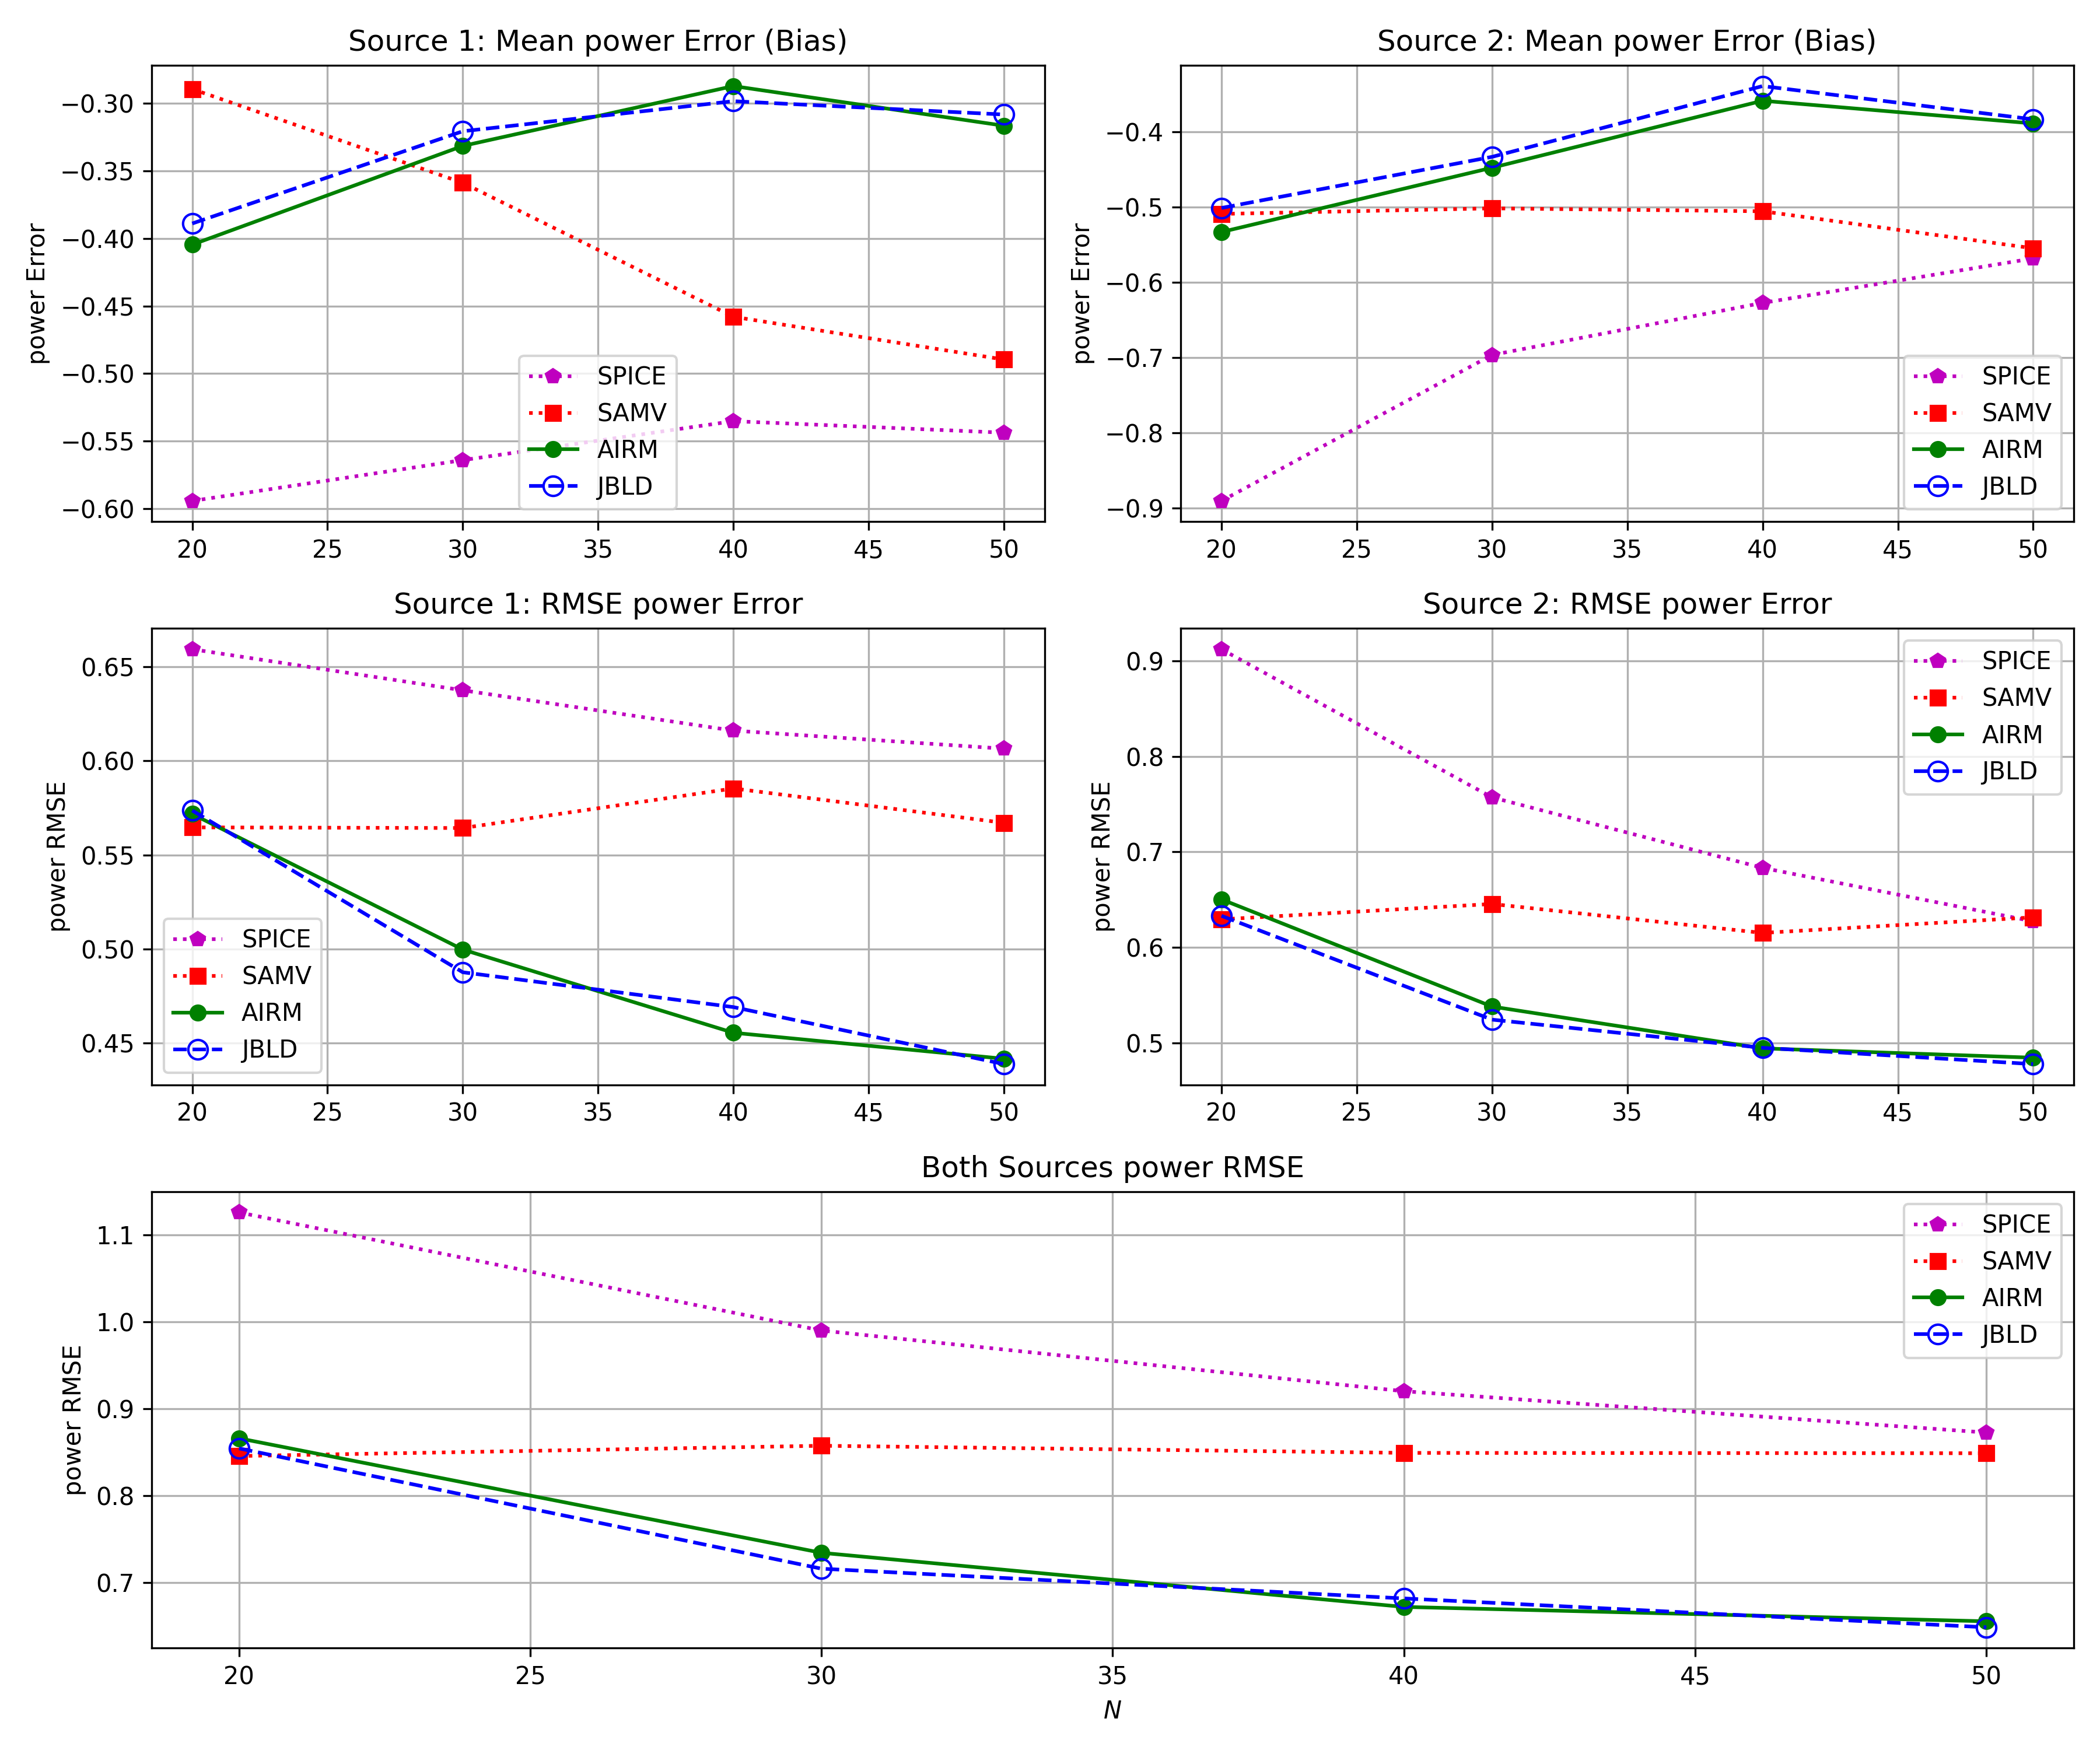 Source 1: Mean power Error (Bias)
power Error
−0.30
−0.35
−0.40
−0.45
−0.50
−0.55
−0.60
20 25 30 35 40 45 50
SPICE
SAMV
AIRM
JBLD
Source 2: Mean power Error (Bias)
power Error
−0.4
−0.5
−0.6
−0.7
−0.8
−0.9
20 25 30 35 40 45 50
SPICE
SAMV
AIRM
JBLD
Source 1: RMSE power Error
power RMSE
0.65
0.60
0.55
0.50
0.45
20 25 30 35 40 45 50
SPICE
SAMV
AIRM
JBLD
Source 2: RMSE power Error
power RMSE
0.9
0.8
0.7
0.6
0.5
20 25 30 35 40 45 50
SPICE
SAMV
AIRM
JBLD
Both Sources power RMSE
power RMSE
1.1
1.0
0.9
0.8
0.7
20 25 30 35 40 45 50
N
SPICE
SAMV
AIRM
JBLD